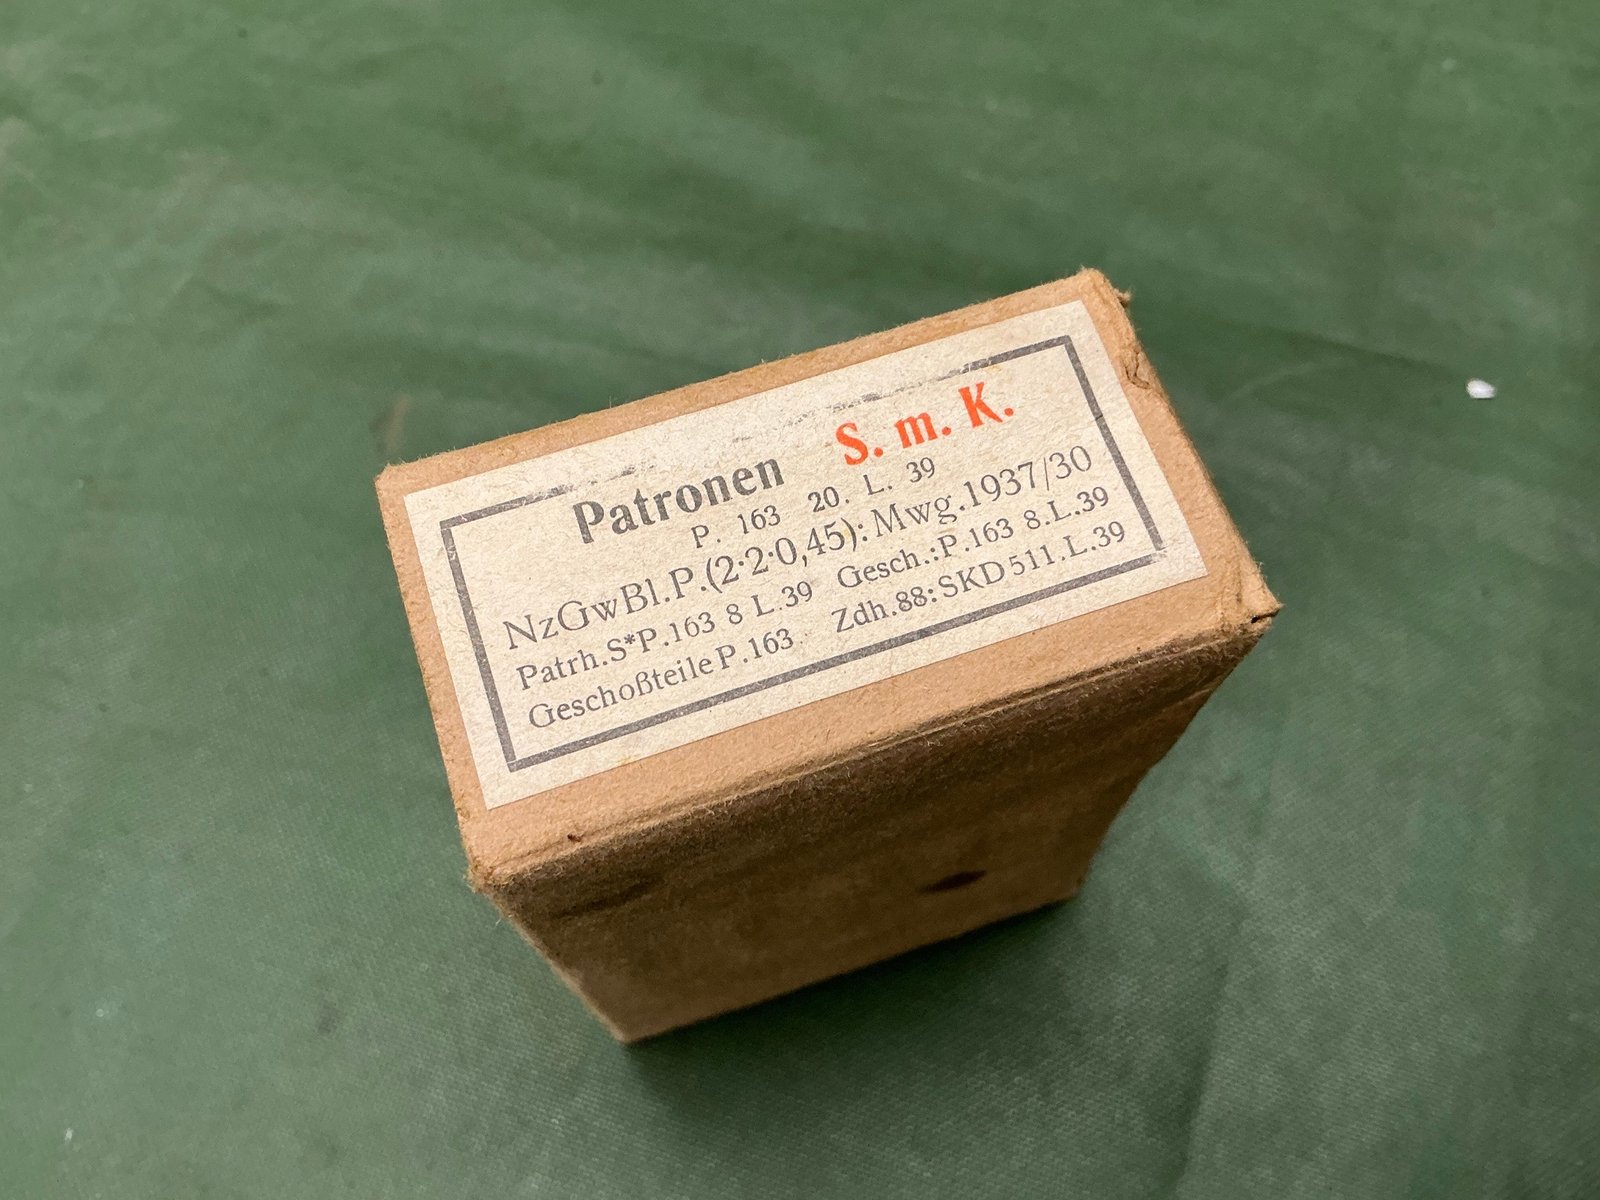 Patronen S. m. K.
P. 163 20. L. 39
NzGwBl.P.(2·2·0,45): Mwg.1937/30
Patrh.S*P.163 8 L.39 Gesch.:P.163 8.L.39
Geschoßteile P.163 Zdh.88: SKD 511.L.39